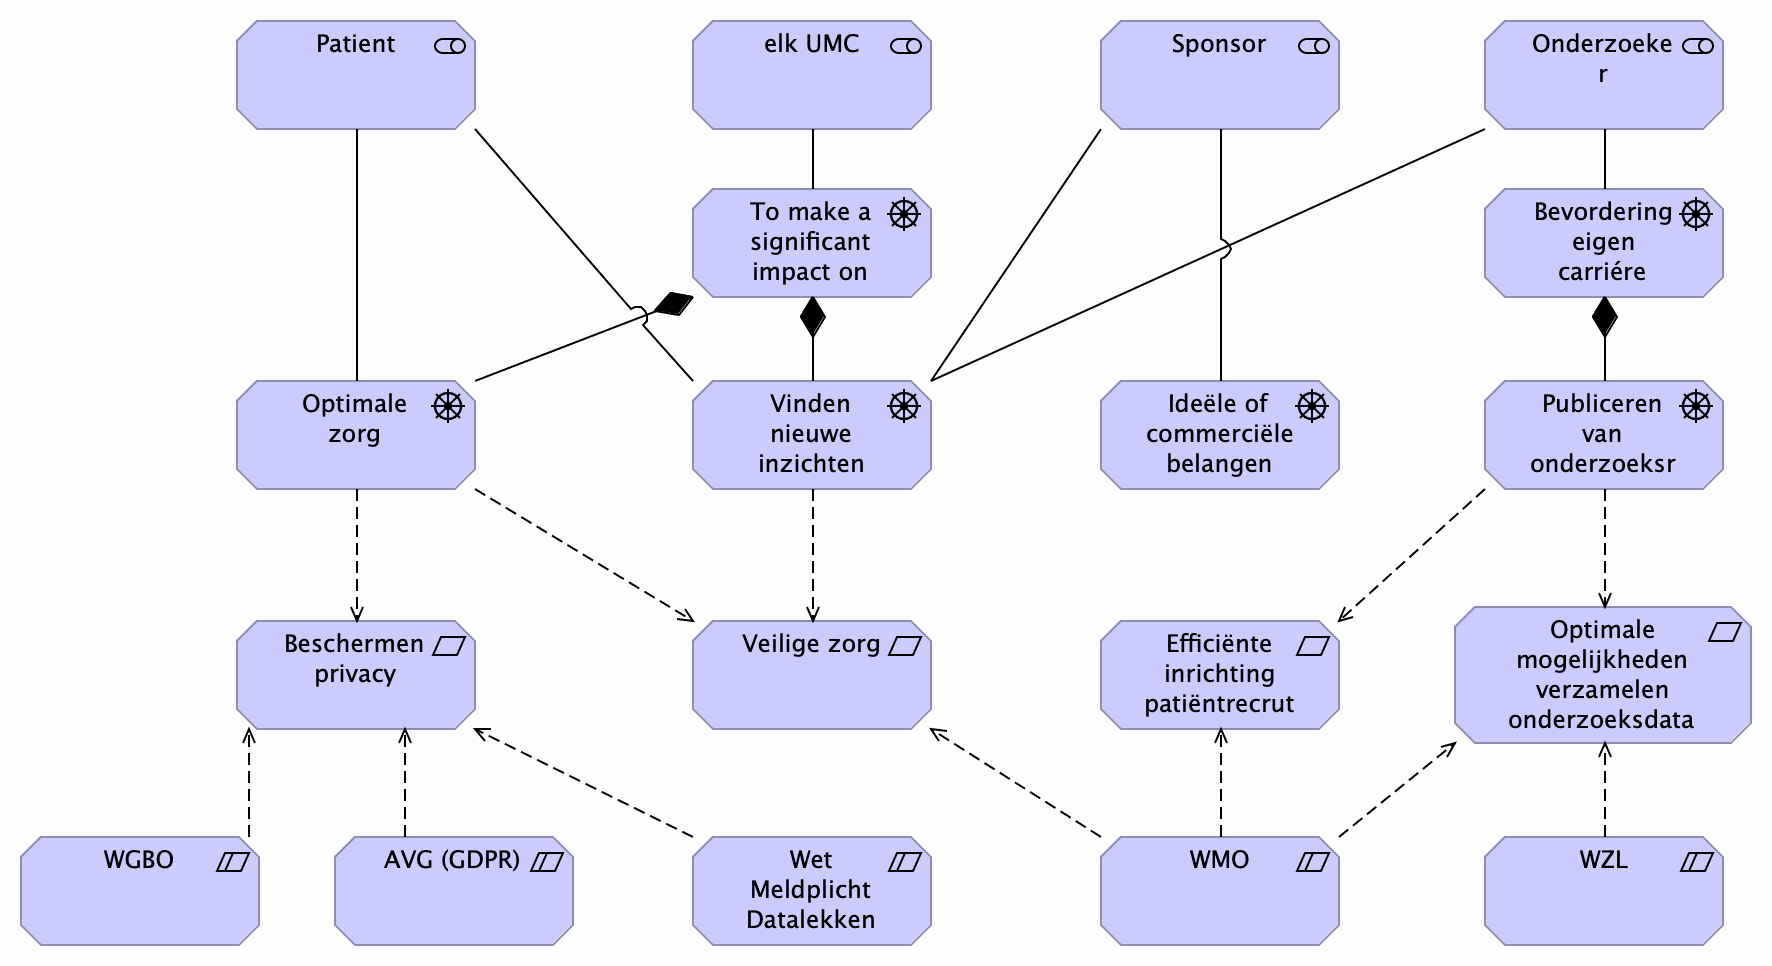 Patient
elk UMC
Sponsor
Onderzoeke
r
To make a
significant
impact on
Bevordering
eigen
carriére
Optimale
zorg
Vinden
nieuwe
inzichten
Ideële of
commerciële
belangen
Publiceren
van
onderzoeksr
Beschermen
privacy
Veilige zorg
Efficiënte
inrichting
patiëntrecrut
Optimale
mogelijkheden
verzamelen
onderzoeksdata
WGBO
AVG (GDPR)
Wet
Meldplicht
Datalekken
WMO
WZL